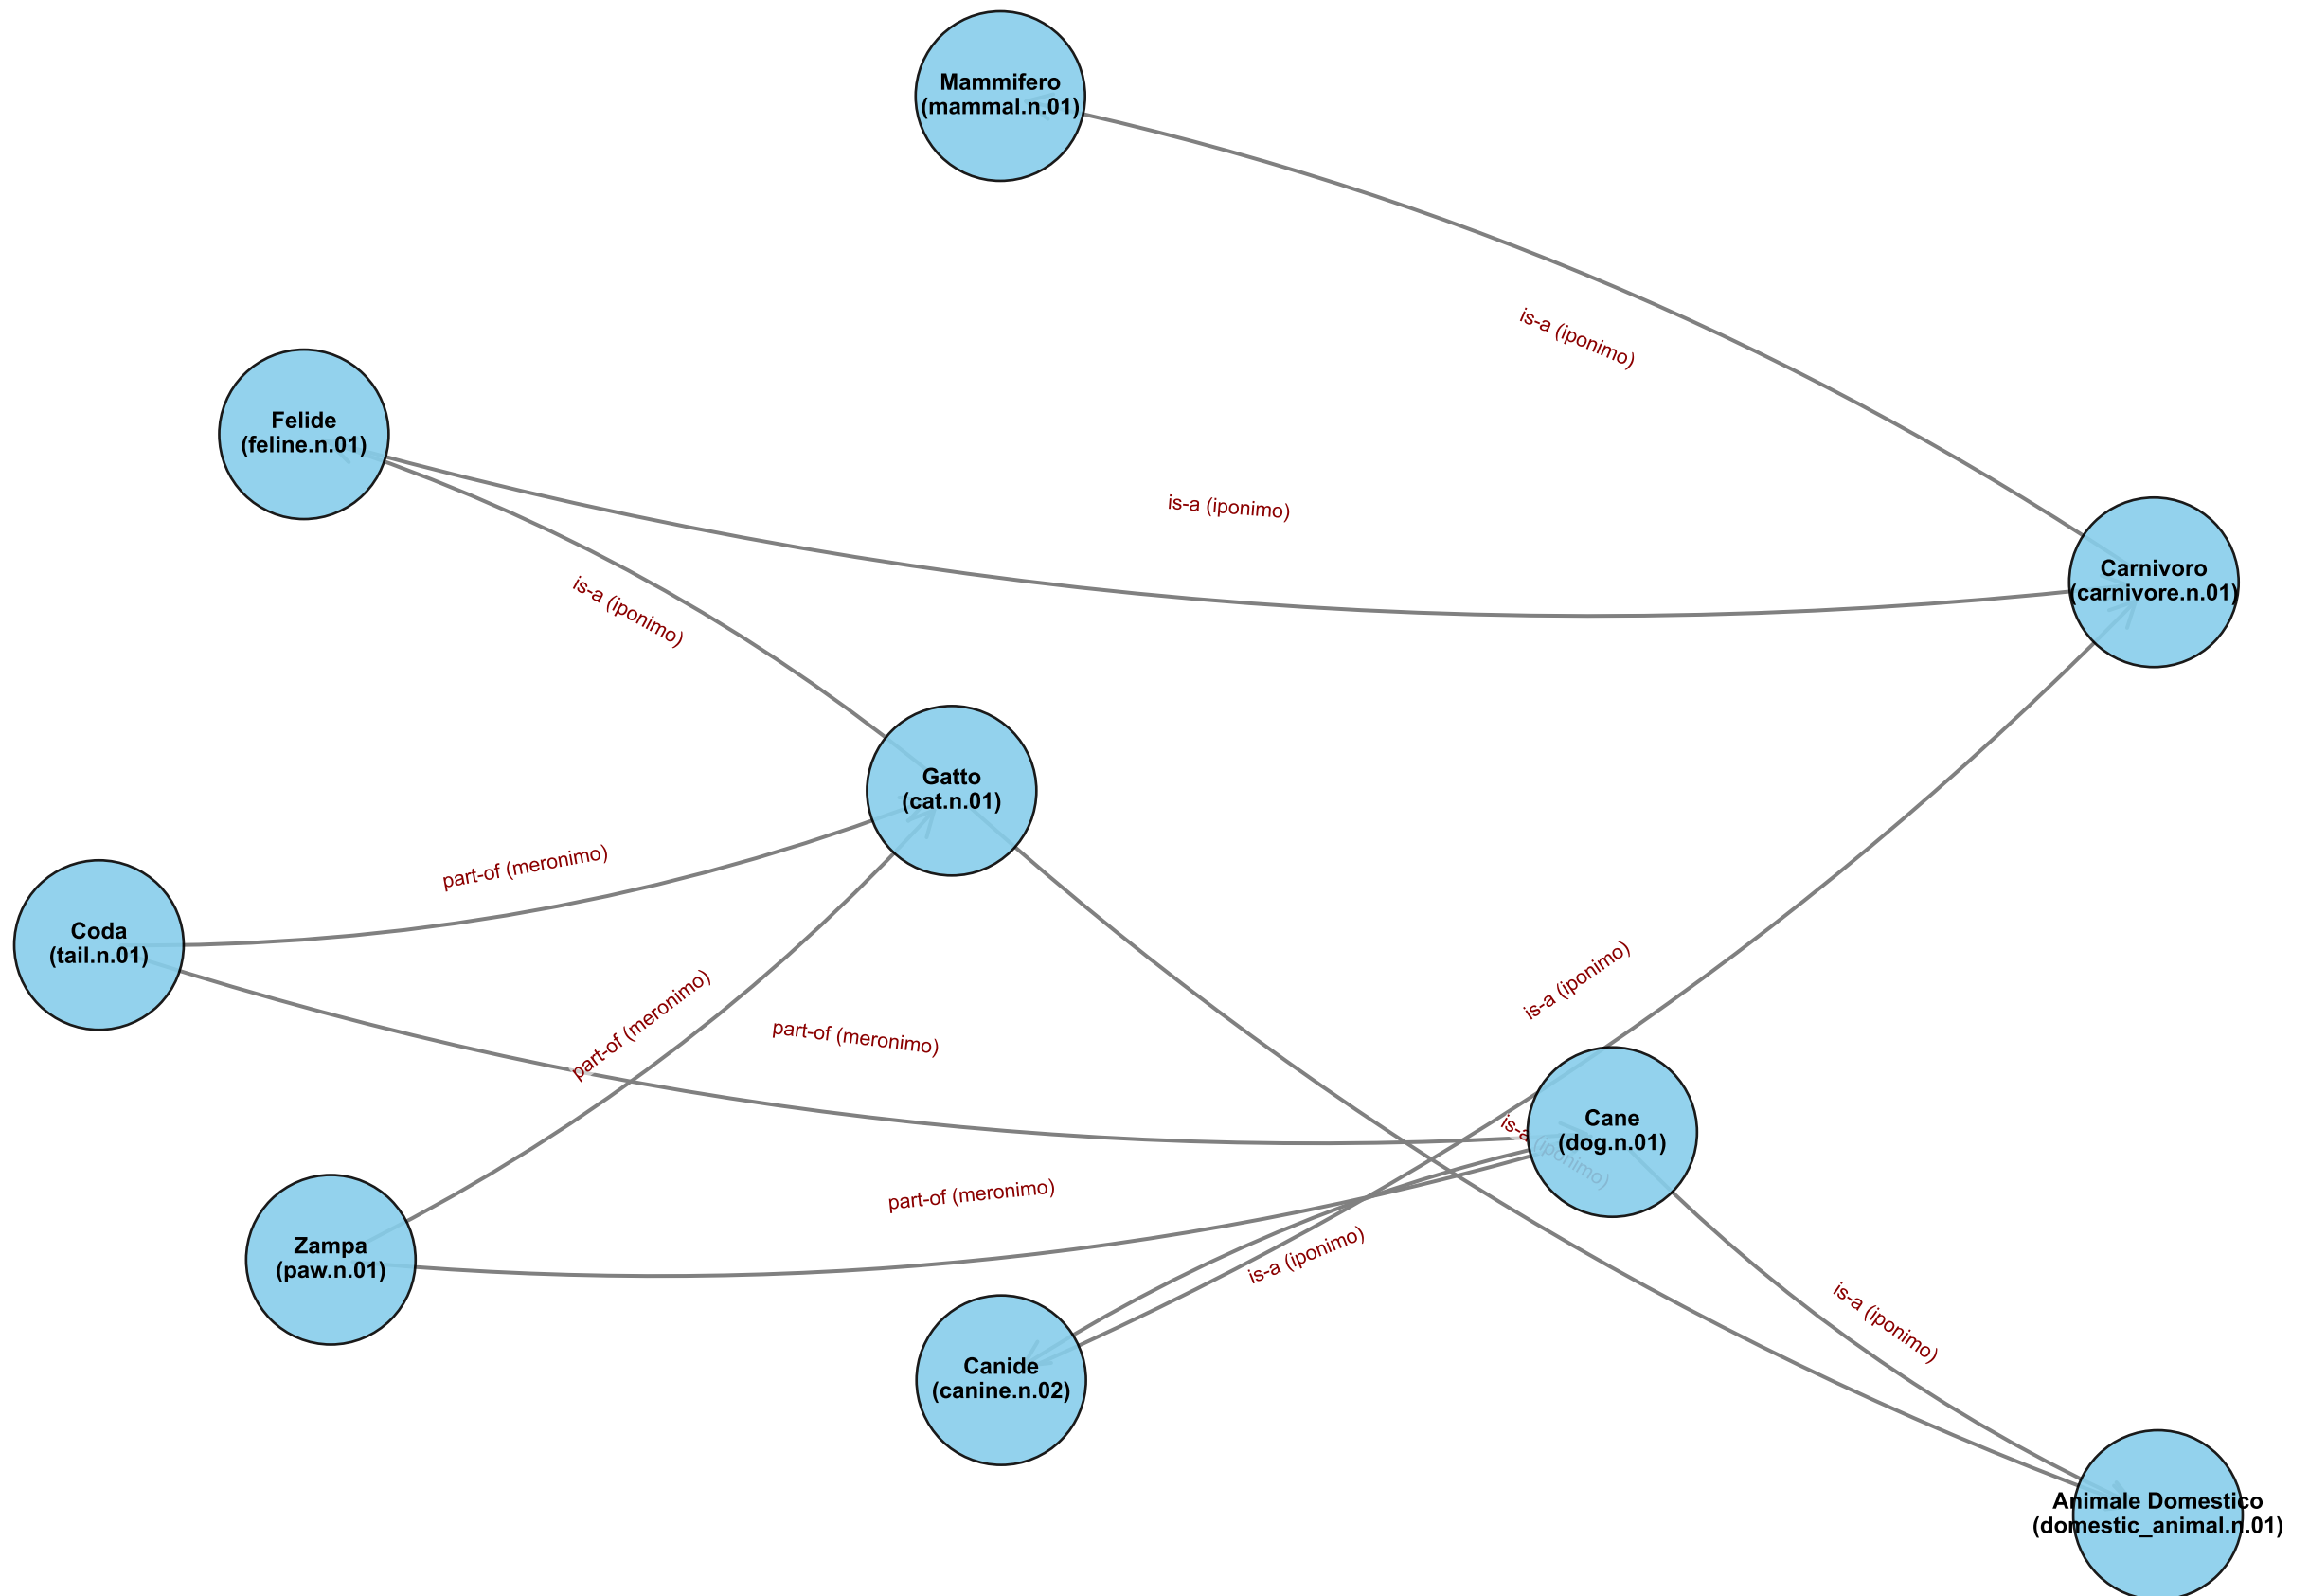 Mammifero
(mammal.n.01)
is-a (iponimo)
Felide
(feline.n.01)
is-a (iponimo)
Carnivoro
(carnivore.n.01)
is-a (iponimo)
Gatto
(cat.n.01)
part-of (meronimo)
Coda
(tail.n.01)
is-a (iponimo)
part-of (meronimo)
part-of (meronimo)
Cane
(dog.n.01)
is-a (iponimo)
part-of (meronimo)
Zampa
(paw.n.01)
is-a (iponimo)
is-a (iponimo)
Canide
(canine.n.02)
Animale Domestico
(domestic_animal.n.01)